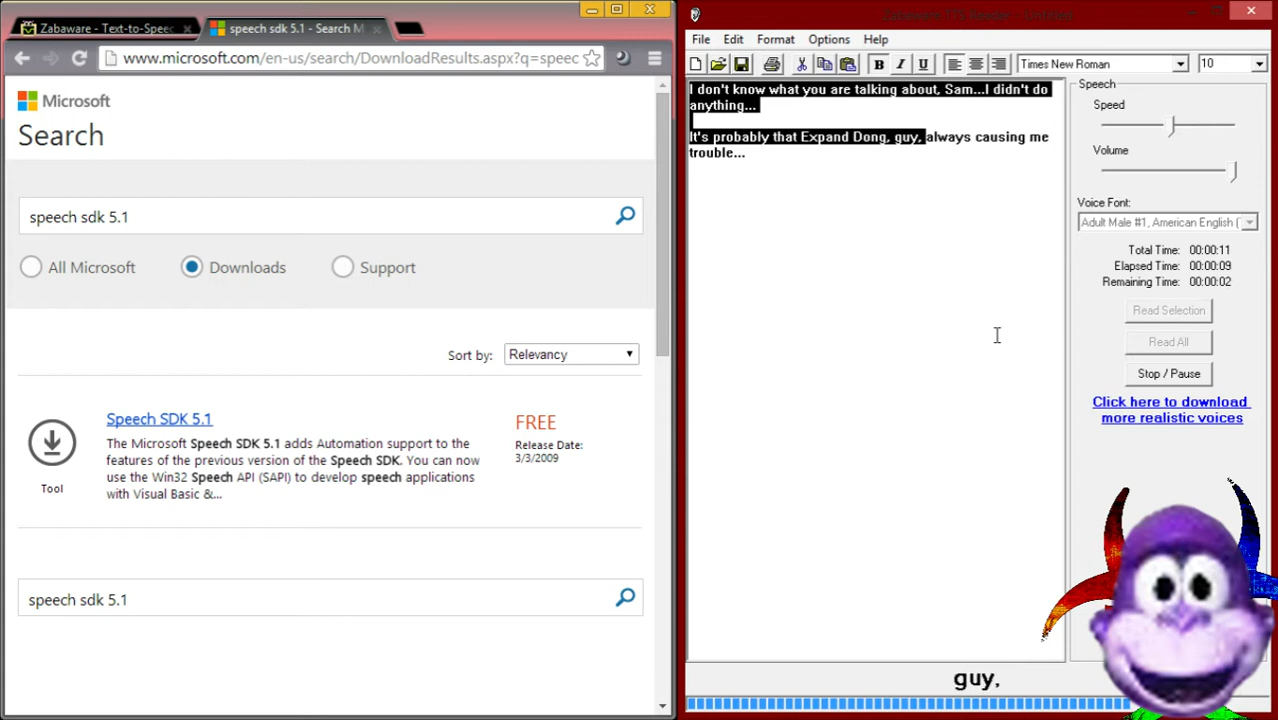 Zabaware - Text-to-Speec
speech sdk 5.1 - Search M
www.microsoft.com/en-us/search/DownloadResults.aspx?q=speec
Microsoft
Search
speech sdk 5.1
All Microsoft
Downloads
Support
Sort by:
Relevancy
Speech SDK 5.1
FREE
The Microsoft Speech SDK 5.1 adds Automation support to the
features of the previous version of the Speech SDK. You can now
use the Win32 Speech API (SAPI) to develop speech applications
with Visual Basic &...
Release Date:
3/3/2009
Tool
speech sdk 5.1
Zabaware TTS Reader - Untitled
File Edit Format Options Help
B I U
Times New Roman
10
I don't know what you are talking about, Sam...I didn't do
anything...
It's probably that Expand Dong, guy, always causing me
trouble...
Speech
Speed
Volume
Voice Font:
Adult Male #1, American English (
Total Time: 00:00:11
Elapsed Time: 00:00:09
Remaining Time: 00:00:02
Read Selection
Read All
Stop / Pause
Click here to download
more realistic voices
guy,